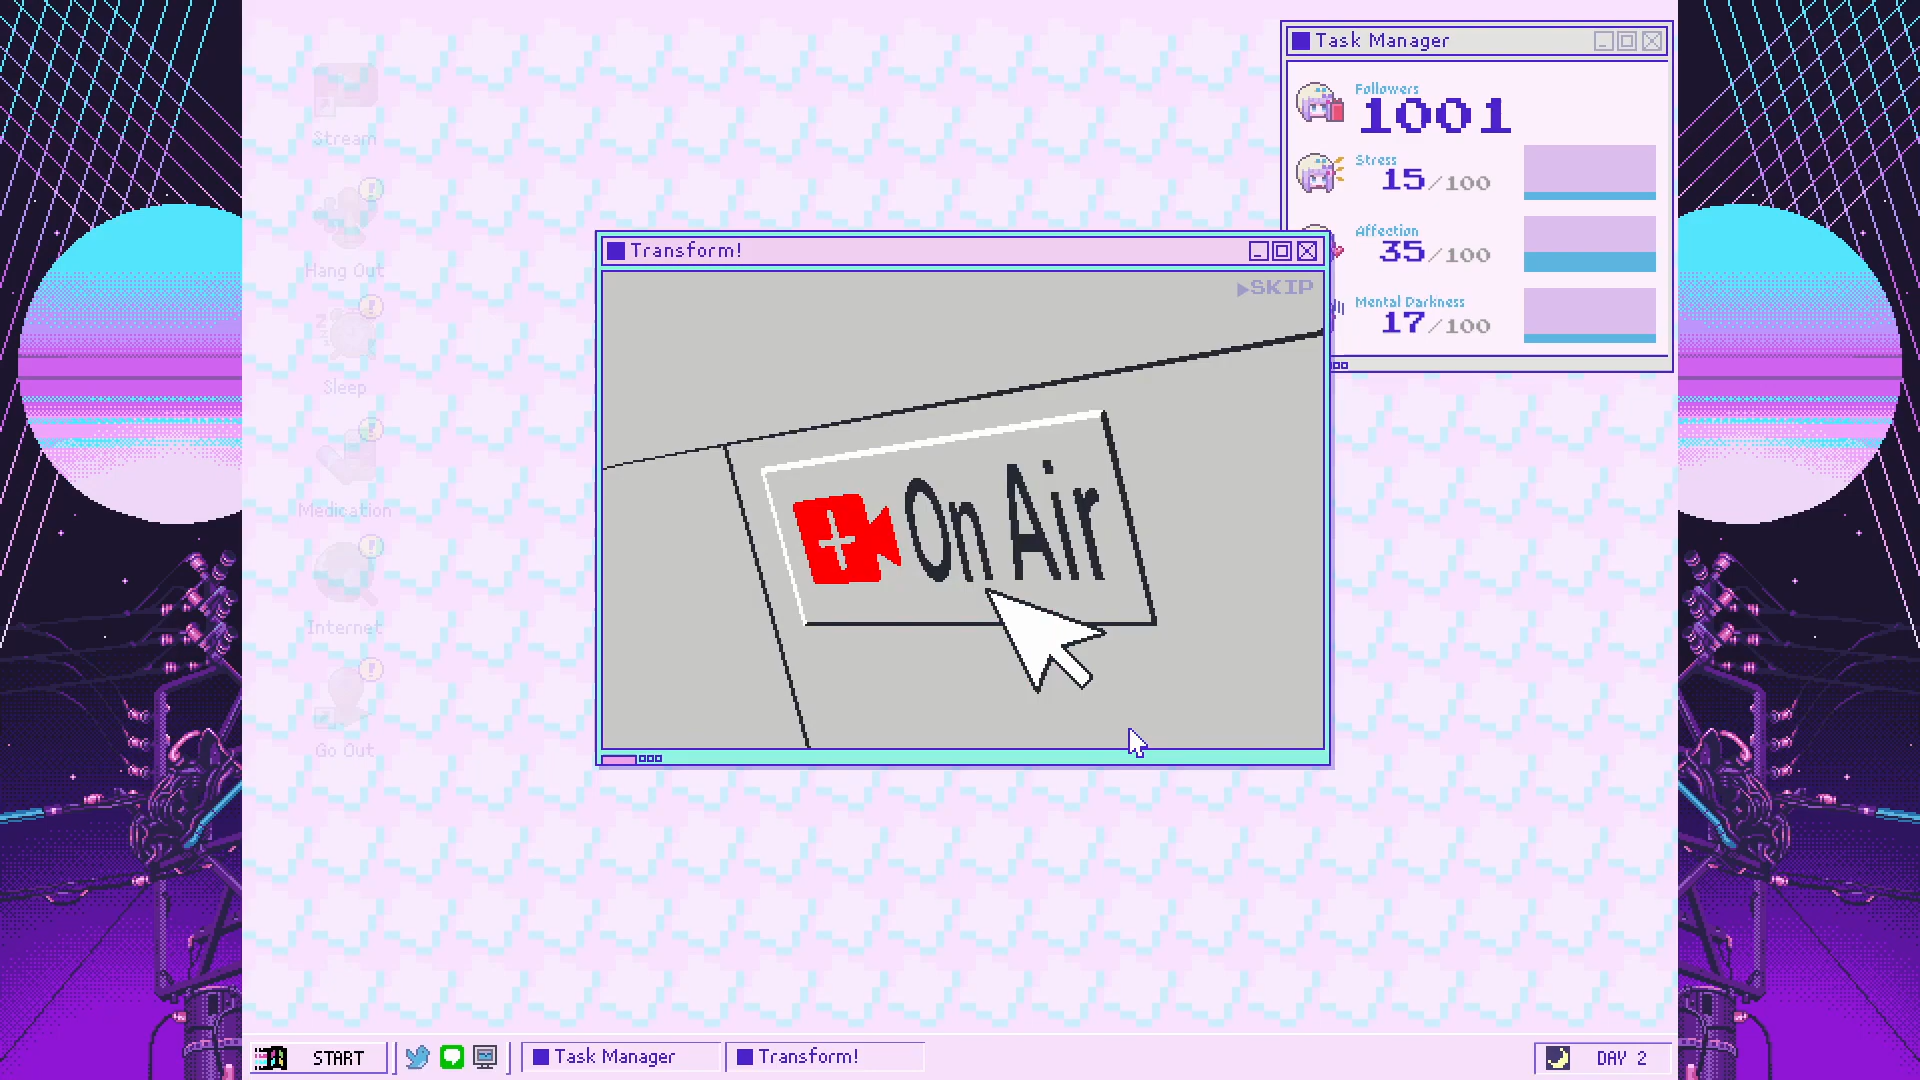 Task Manager
Followers
1001
Stress
15/100
Affection
35/100
Mental Darkness
17/100
Stream
Hang Out
Sleep
Medication
Internet
Go Out
Transform!
SKIP
On Air
START
Task Manager
Transform!
DAY 2